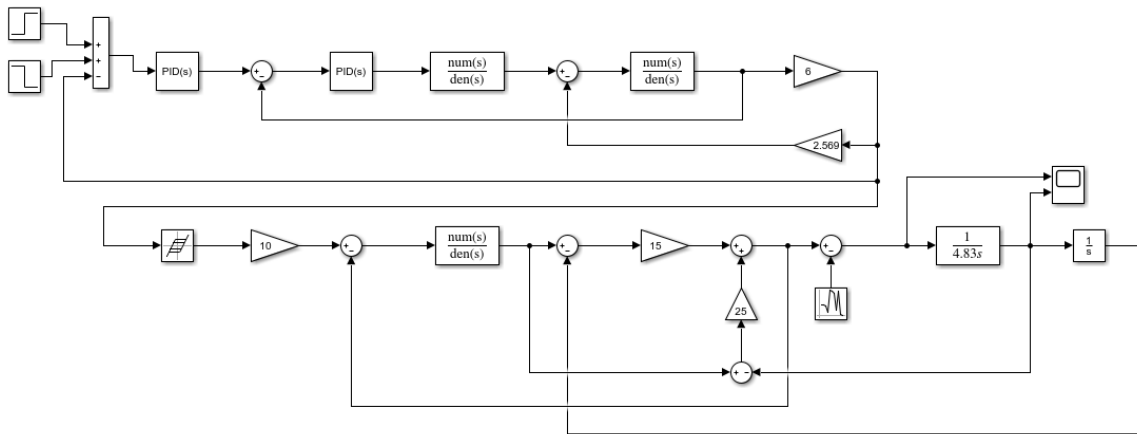 +
+
−
PID(s)
+
−
PID(s)
num(s)
den(s)
+
−
num(s)
den(s)
6
2.569
10
+
−
num(s)
den(s)
+
−
15
+
+
+
−
1
4.83s
1
s
25
+ −